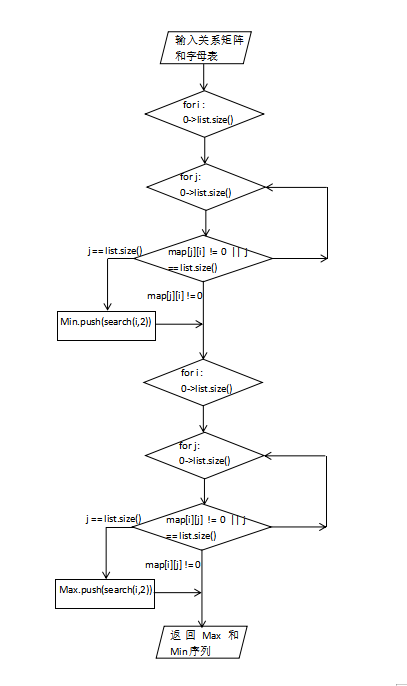 输入关系矩阵
和字母表
for i :
0->list.size()
for j:
0->list.size()
map[j][i] != 0 || j
== list.size()
j == list.size()
map[j][i] != 0
Min.push(search(i,2))
for i :
0->list.size()
for j:
0->list.size()
map[i][j] != 0 || j
== list.size()
j == list.size()
map[i][j] != 0
Max.push(search(i,2))
返回 Max 和
Min 序列